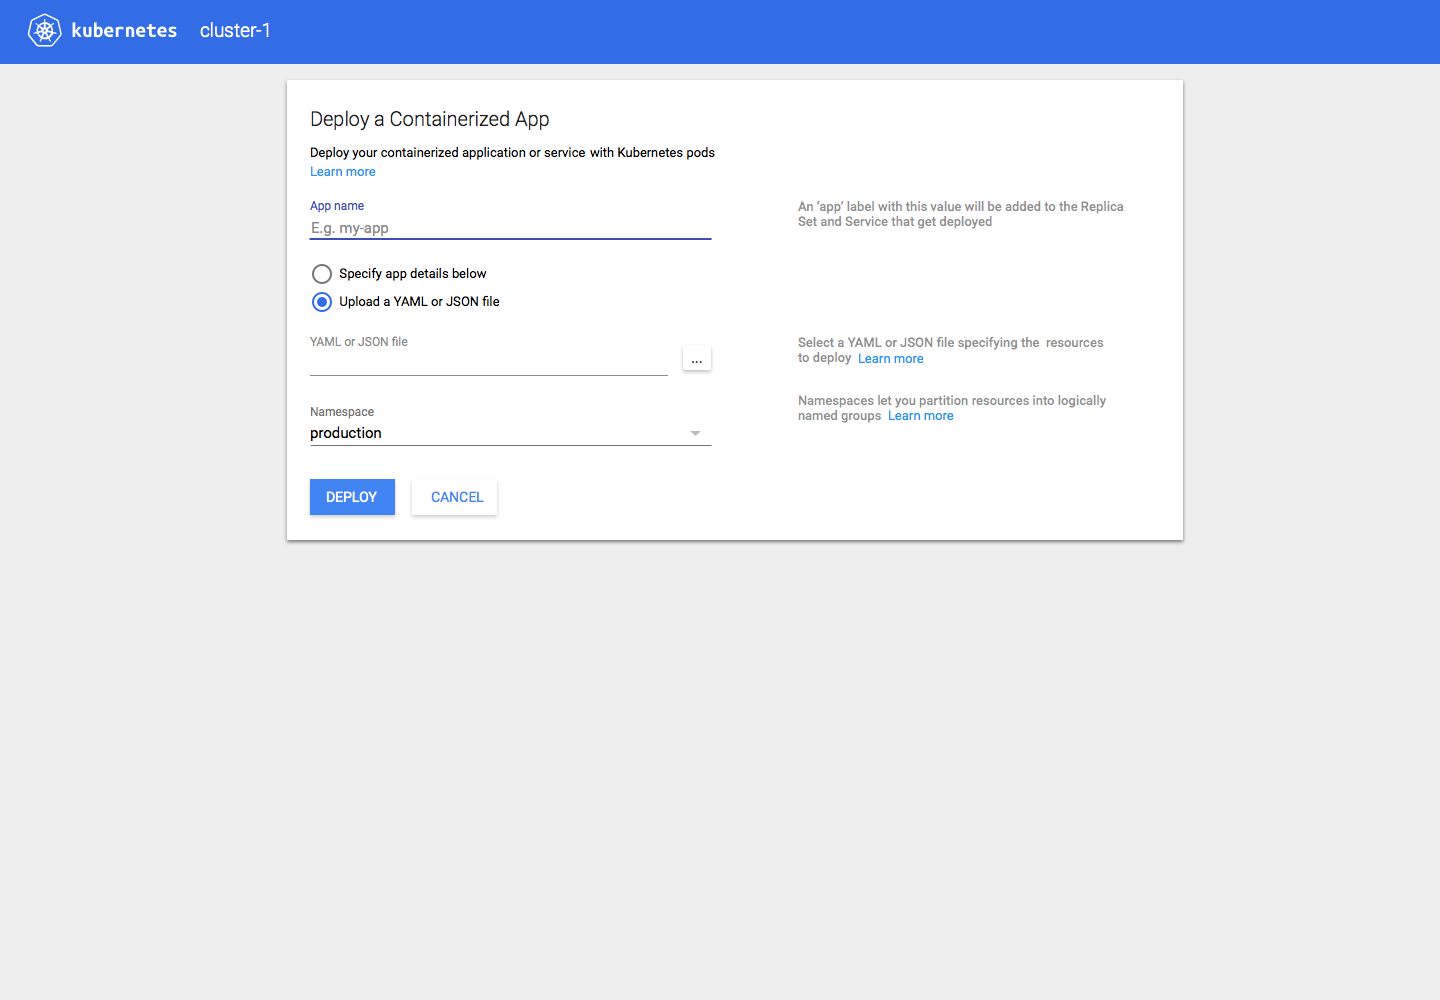 kubernetes cluster-1
Deploy a Containerized App
Deploy your containerized application or service with Kubernetes pods
Learn more
App name
E.g. my-app
An ‘app’ label with this value will be added to the Replica
Set and Service that get deployed
Specify app details below
Upload a YAML or JSON file
YAML or JSON file
...
Select a YAML or JSON file specifying the resources
to deploy Learn more
Namespace
production
Namespaces let you partition resources into logically
named groups Learn more
DEPLOY CANCEL